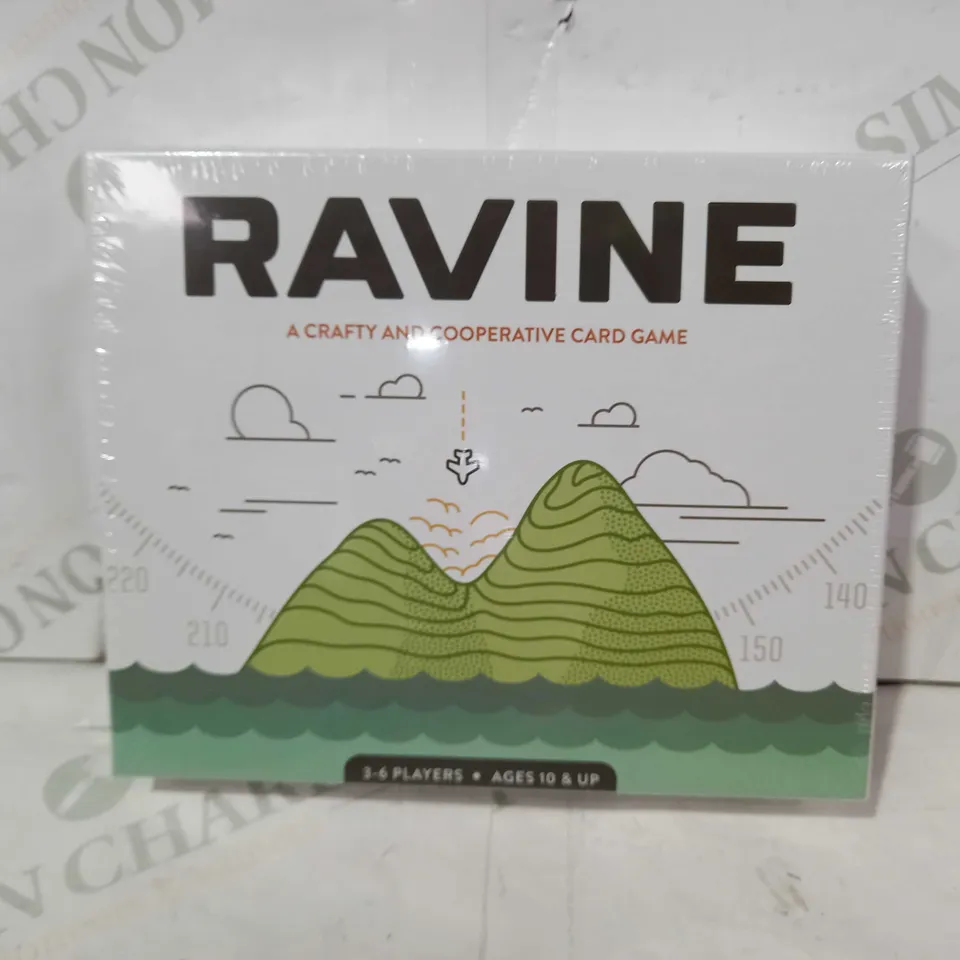 RAVINE
A CRAFTY AND COOPERATIVE CARD GAME
220
210
140
150
3-6 PLAYERS • AGES 10 & UP